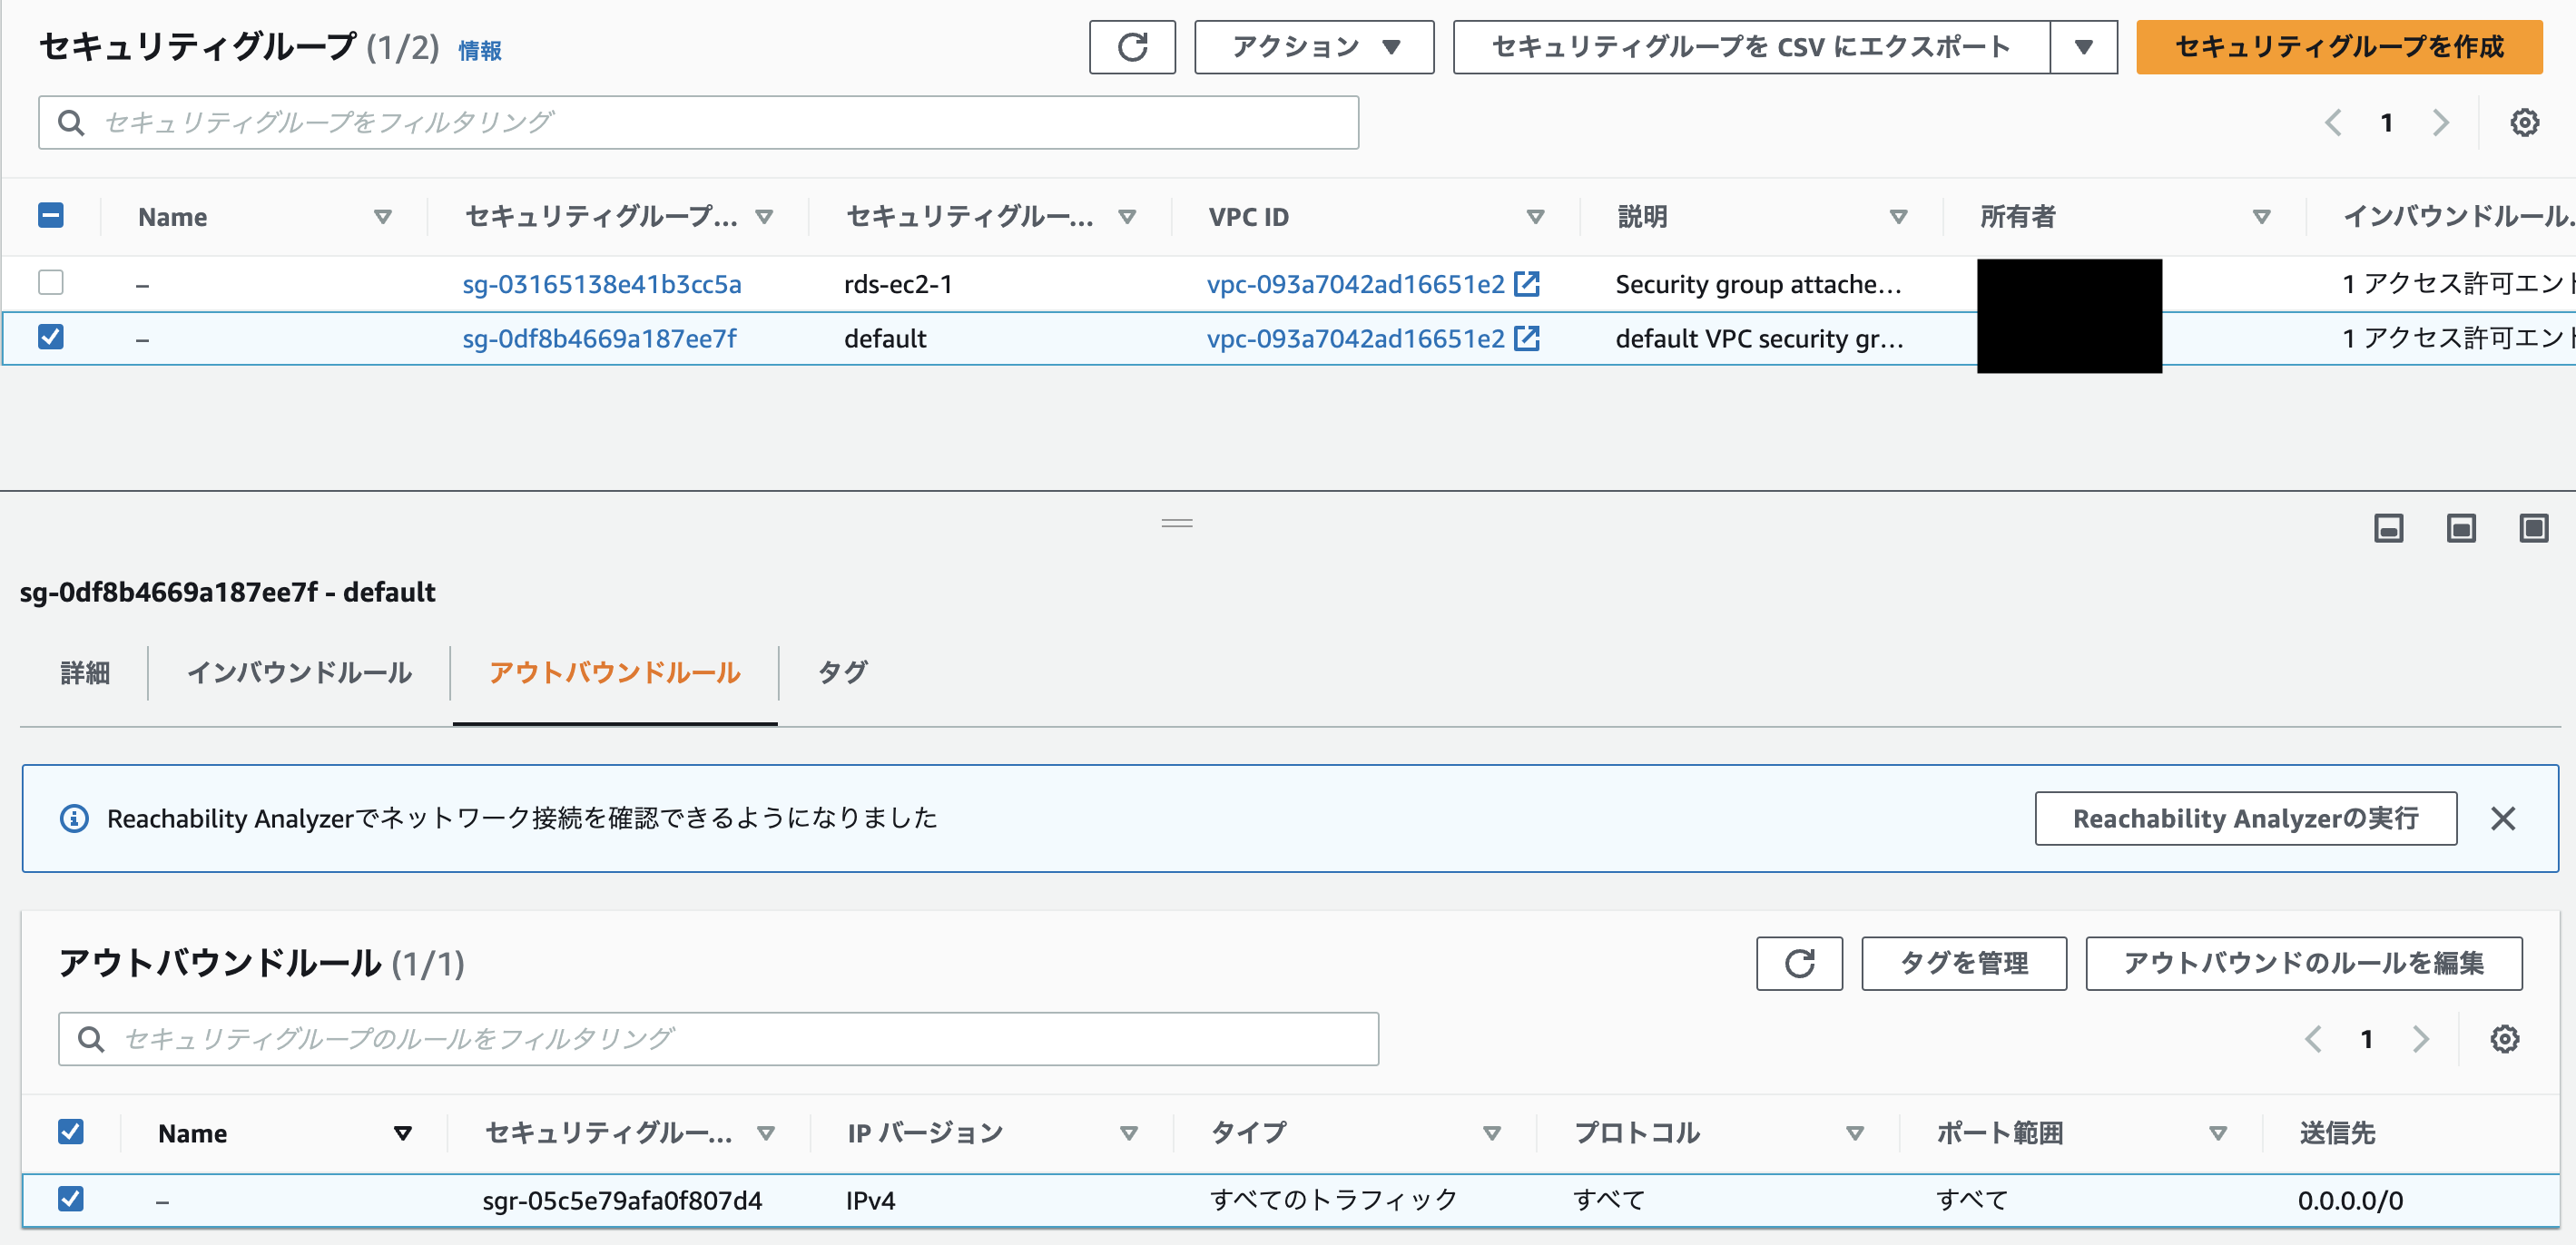 セキュリティグループ (1/2) 情報 アクション セキュリティグループを CSV にエクスポート セキュリティグループを作成
セキュリティグループをフィルタリング 1
Name セキュリティグループ... セキュリティグルー... VPC ID 説明 所有者 インバウンドルール
– sg-03165138e41b3cc5a rds-ec2-1 vpc-093a7042ad16651e2 Security group attache... 1 アクセス許可エント
– sg-0df8b4669a187ee7f default vpc-093a7042ad16651e2 default VPC security gr... 1 アクセス許可エント
sg-0df8b4669a187ee7f - default
詳細 インバウンドルール アウトバウンドルール タグ
Reachability Analyzerでネットワーク接続を確認できるようになりました Reachability Analyzerの実行
アウトバウンドルール (1/1) タグを管理 アウトバウンドのルールを編集
セキュリティグループのルールをフィルタリング 1
Name セキュリティグルー... IP バージョン タイプ プロトコル ポート範囲 送信先
– sgr-05c5e79afa0f807d4 IPv4 すべてのトラフィック すべて すべて 0.0.0.0/0